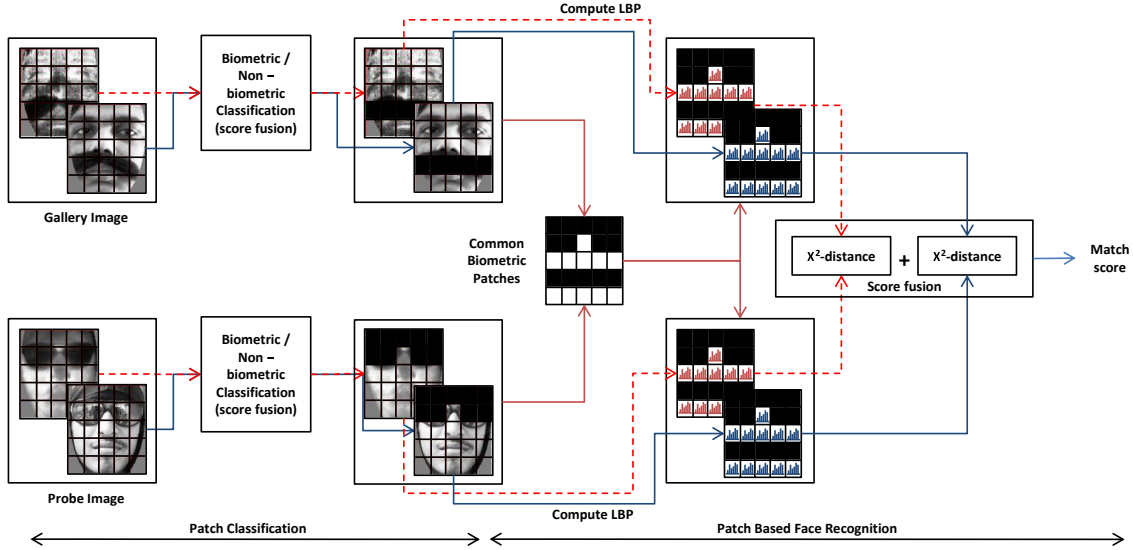 Compute LBP
Biometric /
Non –
biometric
Classification
(score fusion)
Gallery Image
Common
Biometric
Patches
X²-distance
+
X²-distance
Score fusion
Match
score
Biometric /
Non –
biometric
Classification
(score fusion)
Probe Image
Compute LBP
Patch Classification
Patch Based Face Recognition